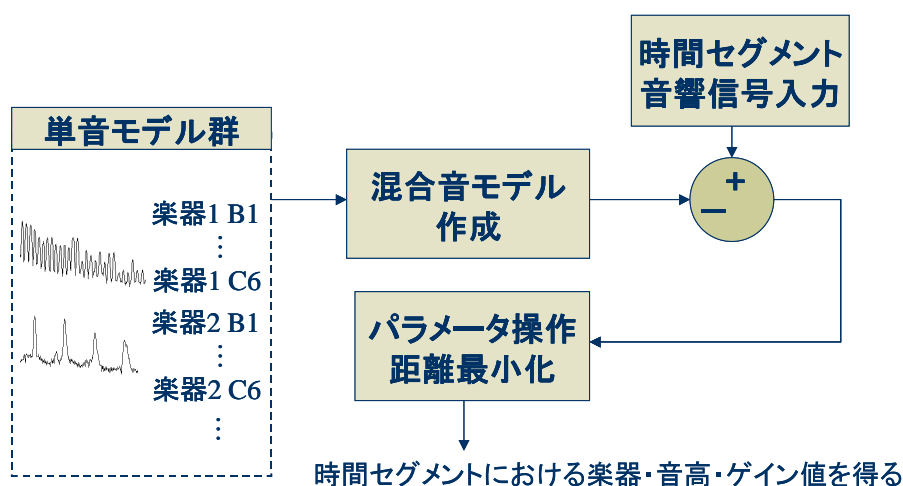 時間セグメント
音響信号入力
単音モデル群
楽器1 B1
⋮
楽器1 C6
楽器2 B1
⋮
楽器2 C6
⋮
混合音モデル
作成
+
−
パラメータ操作
距離最小化
時間セグメントにおける楽器・音高・ゲイン値を得る